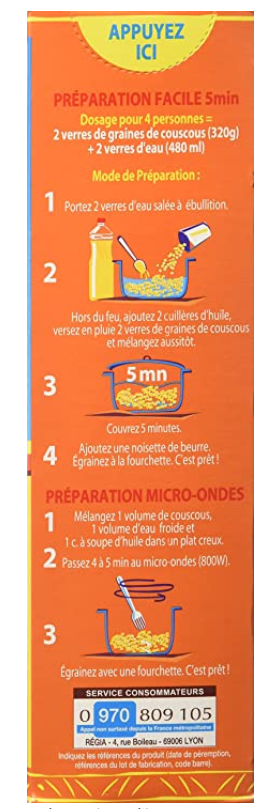 APPUYEZ
ICI
PRÉPARATION FACILE 5min
Dosage pour 4 personnes =
2 verres de graines de couscous (320g)
+ 2 verres d'eau (480 ml)
Mode de Préparation :
1 Portez 2 verres d'eau salée à ébullition.
2
Hors du feu, ajoutez 2 cuillères d'huile,
versez en pluie 2 verres de graines de couscous
et mélangez aussitôt.
3
5mn
Couvrez 5 minutes.
4 Ajoutez une noisette de beurre.
Égrainez à la fourchette. C'est prêt !
PRÉPARATION MICRO-ONDES
1 Mélangez 1 volume de couscous,
1 volume d'eau froide et
1 c. à soupe d'huile dans un plat creux.
2 Passez 4 à 5 min au micro-ondes (800W).
3
Égrainez avec une fourchette. C'est prêt !
SERVICE CONSOMMATEURS
0 970 809 105
Appel non surtaxé depuis la France métropolitaine
RÉGIA - 4, rue Boileau - 69006 LYON
Indiquez les références du produit (date de péremption,
références du lot de fabrication, code barre).